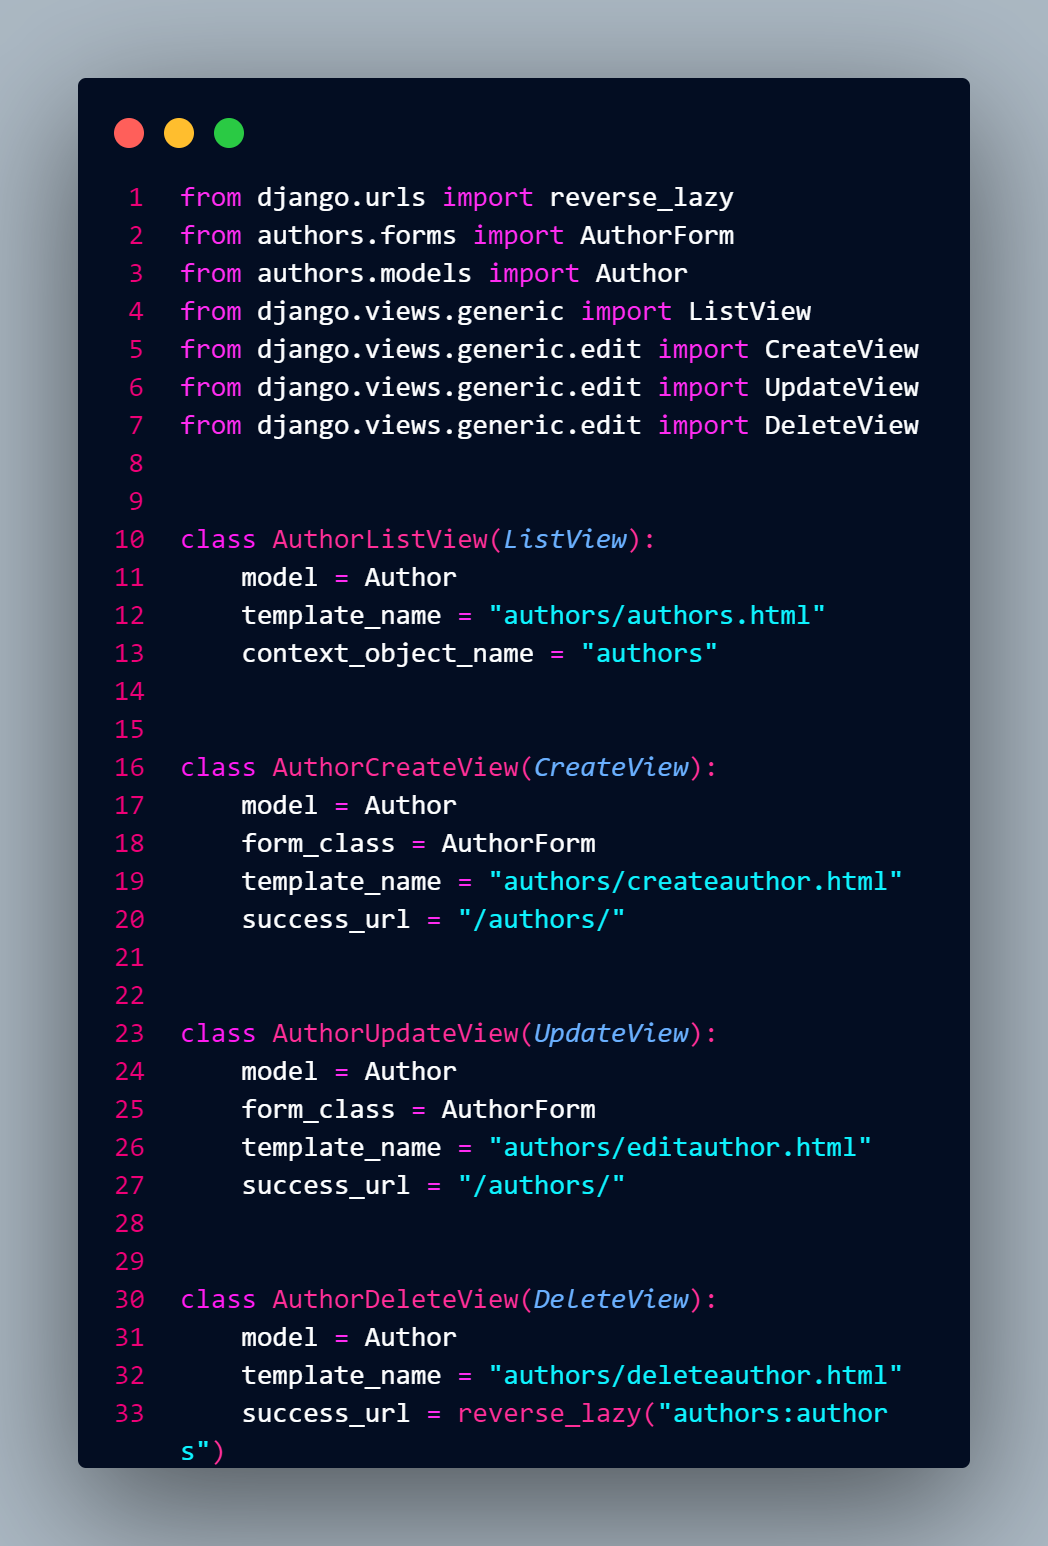 1 from django.urls import reverse_lazy
2 from authors.forms import AuthorForm
3 from authors.models import Author
4 from django.views.generic import ListView
5 from django.views.generic.edit import CreateView
6 from django.views.generic.edit import UpdateView
7 from django.views.generic.edit import DeleteView
8
9
10 class AuthorListView(ListView):
11     model = Author
12     template_name = "authors/authors.html"
13     context_object_name = "authors"
14
15
16 class AuthorCreateView(CreateView):
17     model = Author
18     form_class = AuthorForm
19     template_name = "authors/createauthor.html"
20     success_url = "/authors/"
21
22
23 class AuthorUpdateView(UpdateView):
24     model = Author
25     form_class = AuthorForm
26     template_name = "authors/editauthor.html"
27     success_url = "/authors/"
28
29
30 class AuthorDeleteView(DeleteView):
31     model = Author
32     template_name = "authors/deleteauthor.html"
33     success_url = reverse_lazy("authors:author
s")